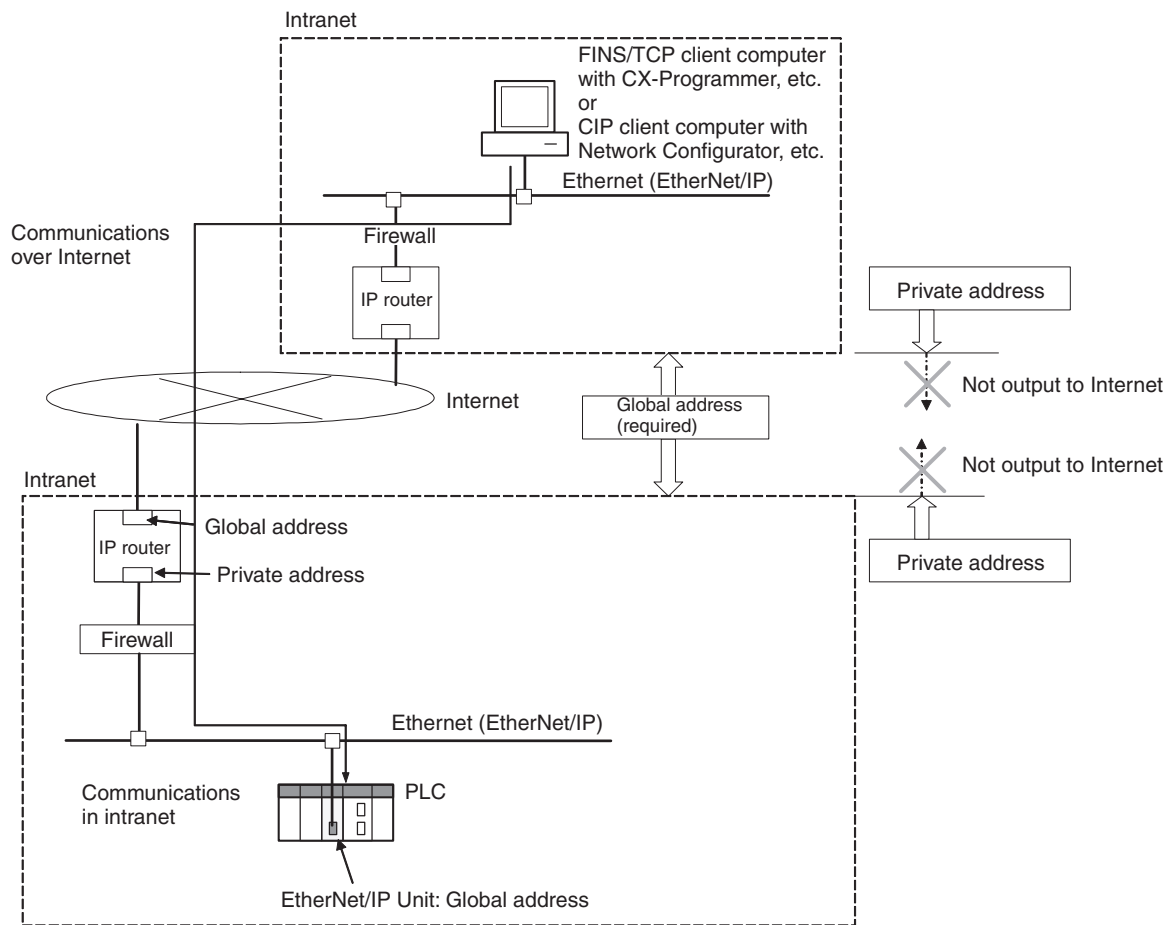 Intranet
FINS/TCP client computer
with CX-Programmer, etc.
or
CIP client computer with
Network Configurator, etc.
Ethernet (EtherNet/IP)
Communications
over Internet
Firewall
IP router
Private address
Internet
Global address
(required)
Not output to Internet
Not output to Internet
Private address
Intranet
Global address
IP router
Private address
Firewall
Ethernet (EtherNet/IP)
Communications
in intranet
PLC
EtherNet/IP Unit: Global address